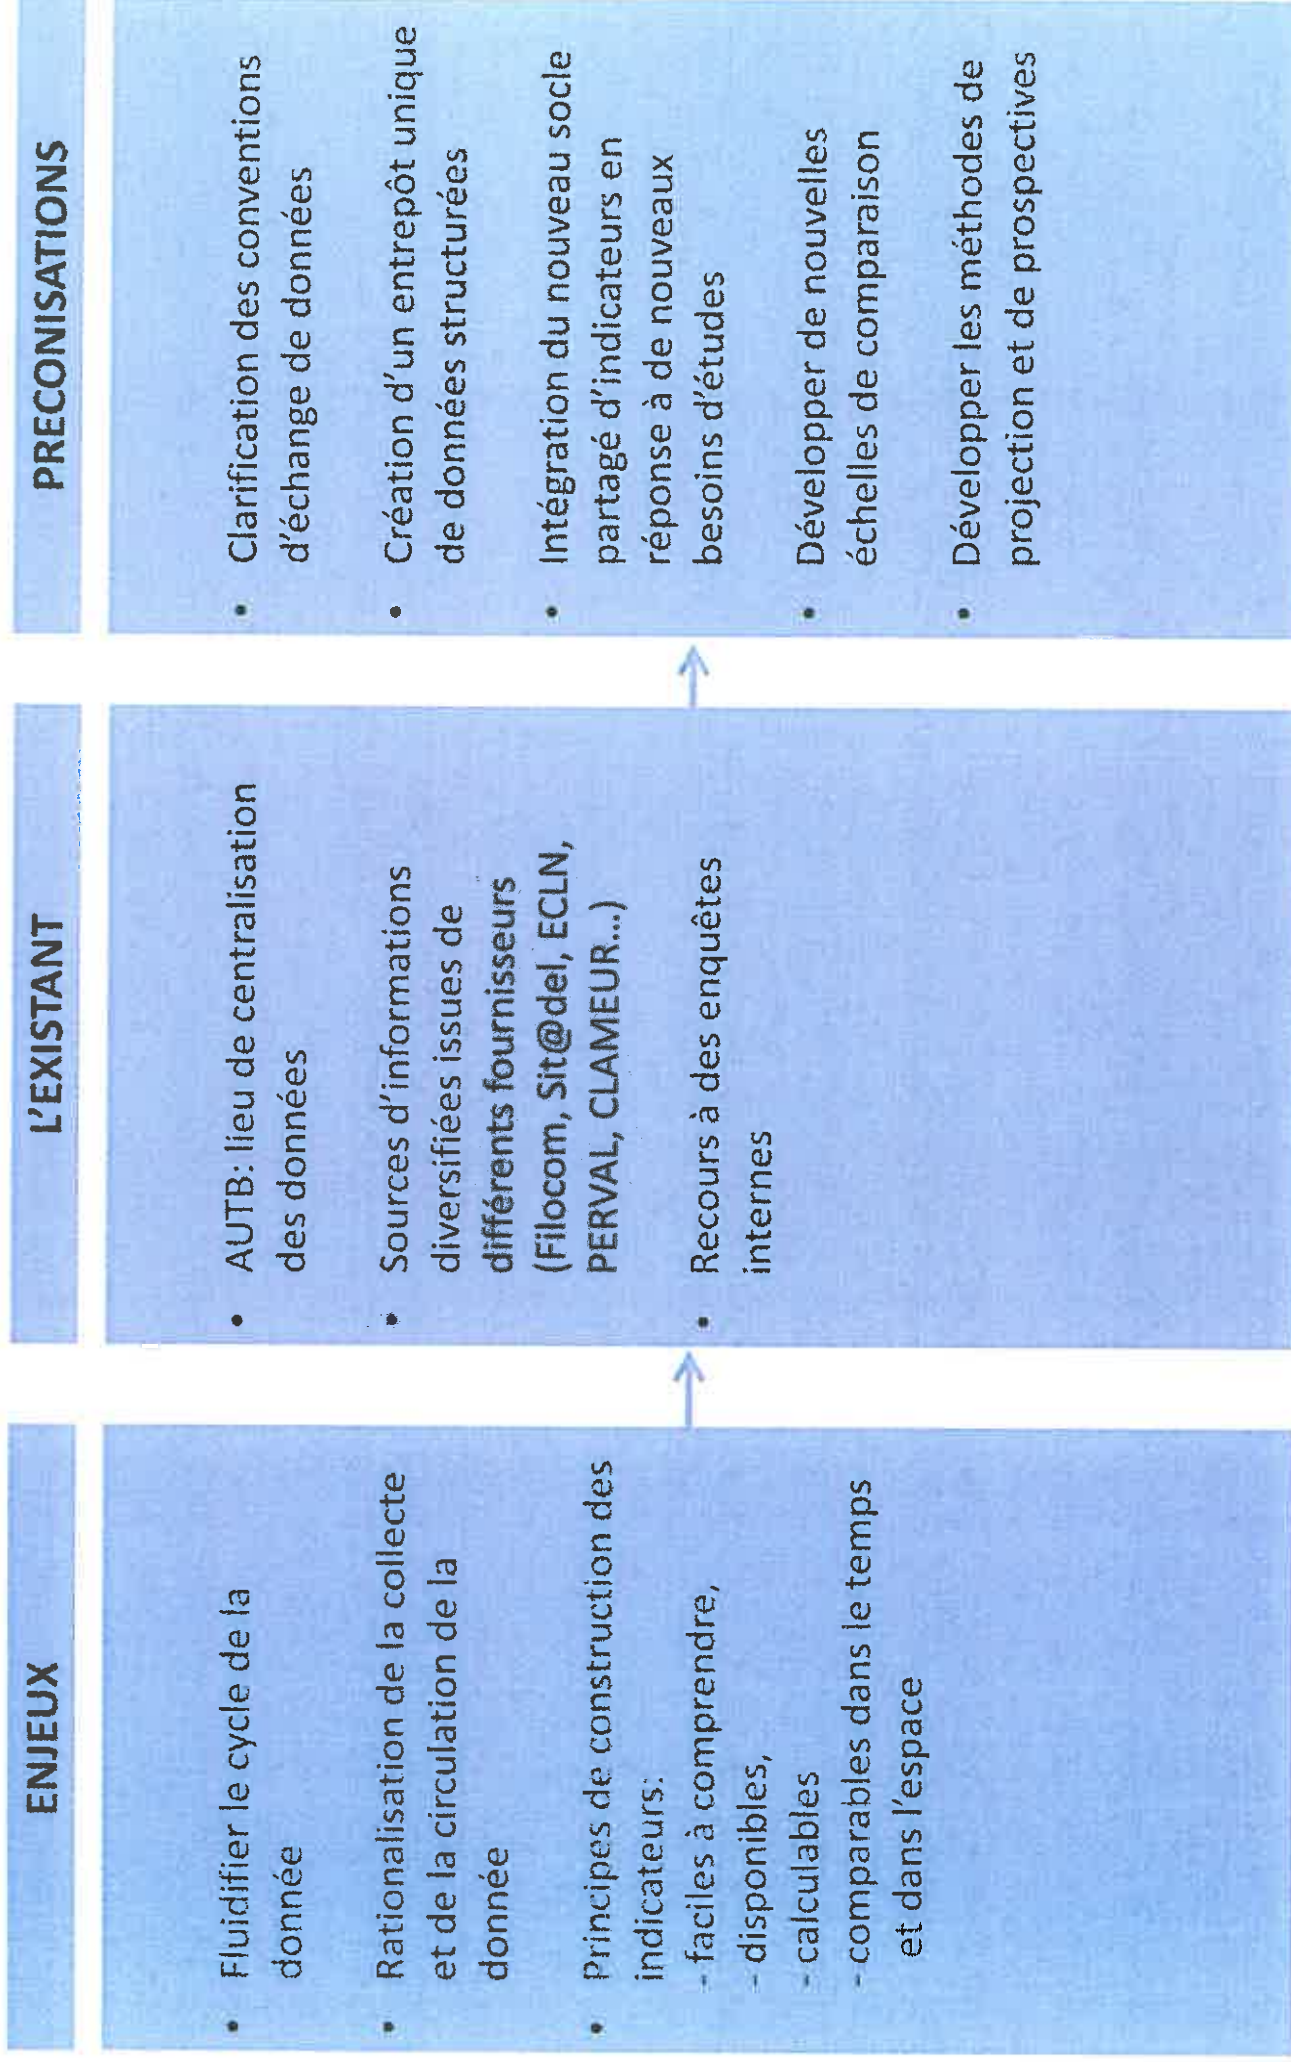 ENJEUX
• Fluidifier le cycle de la
donnée
• Rationalisation de la collecte
et de la circulation de la
donnée
• Principes de construction des
indicateurs:
- faciles à comprendre,
- disponibles,
- calculables
- comparables dans le temps
et dans l'espace
L'EXISTANT
• AUTB: lieu de centralisation
des données
• Sources d'informations
diversifiées issues de
différents fournisseurs
(Filocom, Sit@del, ECLN,
PERVAL, CLAMEUR...)
• Recours à des enquêtes
internes
PRECONISATIONS
• Clarification des conventions
d'échange de données
• Création d'un entrepôt unique
de données structurées
• Intégration du nouveau socle
partagé d'indicateurs en
réponse à de nouveaux
besoins d'études
• Développer de nouvelles
échelles de comparaison
• Développer les méthodes de
projection et de prospectives